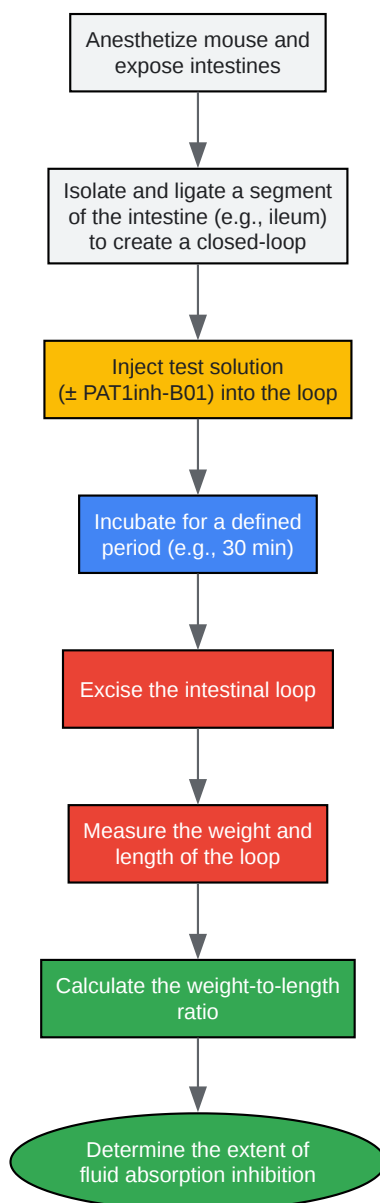 Anesthetize mouse and
expose intestines
Isolate and ligate a segment
of the intestine (e.g., ileum)
to create a closed-loop
Inject test solution
(± PAT1inh-B01) into the loop
Incubate for a defined
period (e.g., 30 min)
Excise the intestinal loop
Measure the weight and
length of the loop
Calculate the weight-to-length
ratio
Determine the extent of
fluid absorption inhibition